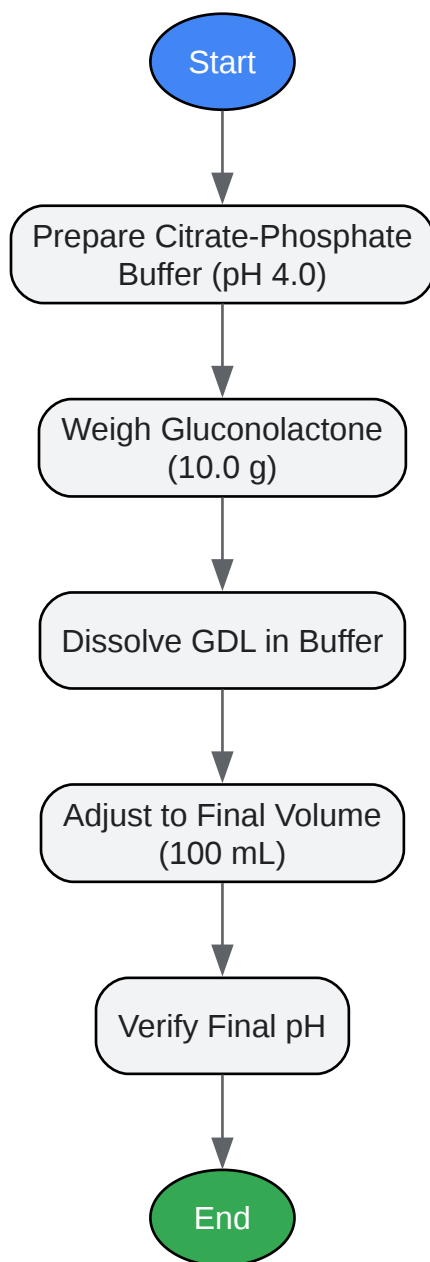 Start
Prepare Citrate-Phosphate
Buffer (pH 4.0)
Weigh Gluconolactone
(10.0 g)
Dissolve GDL in Buffer
Adjust to Final Volume
(100 mL)
Verify Final pH
End